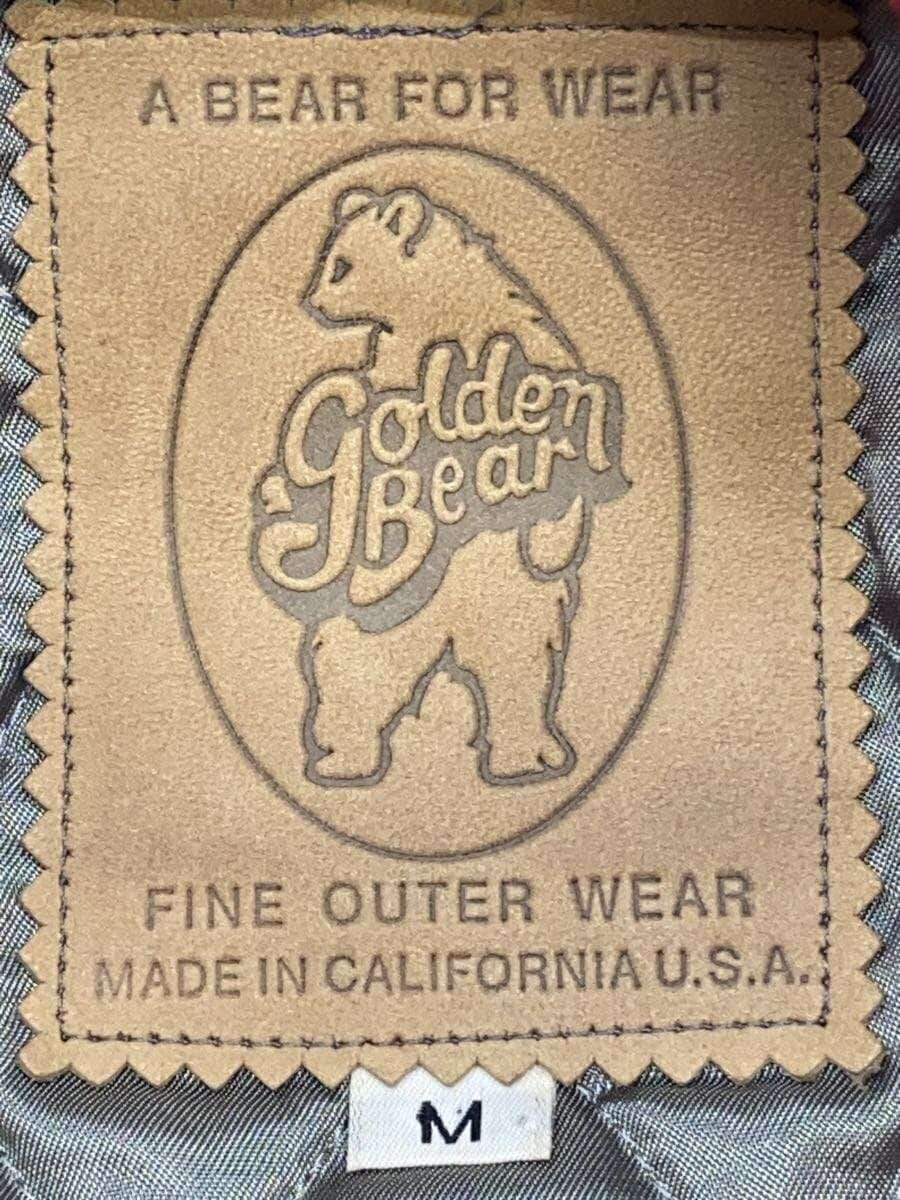 A BEAR FOR WEAR
Golden
Bear
FINE OUTER WEAR
MADE IN CALIFORNIA U.S.A.
M